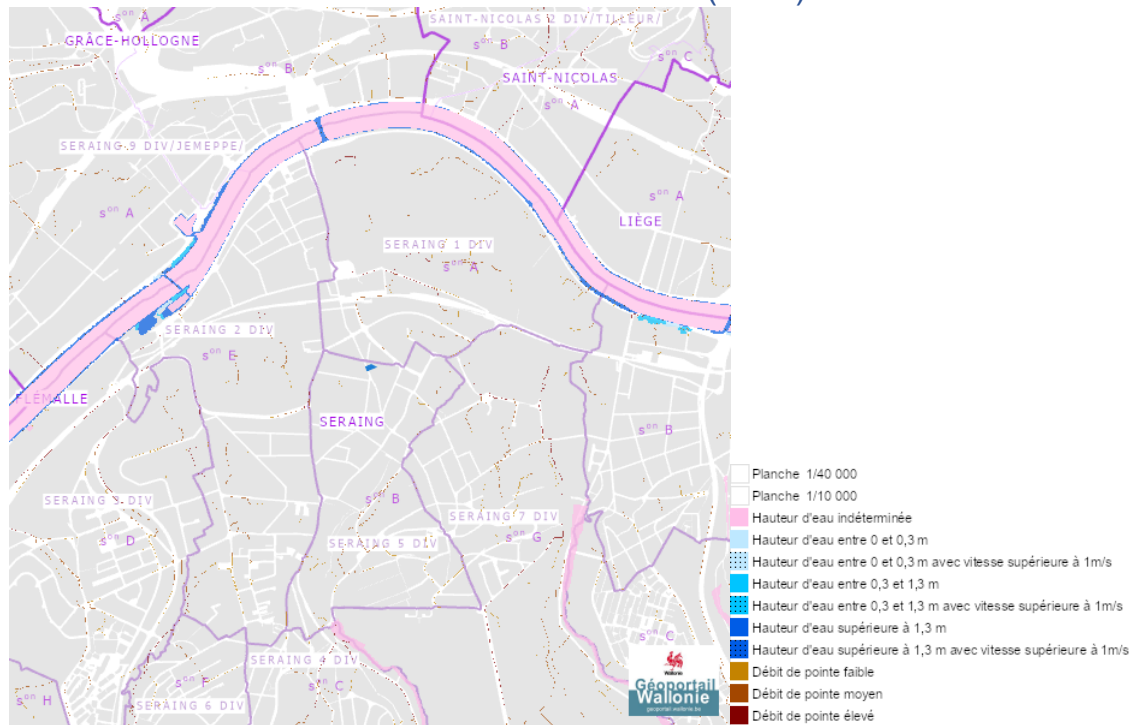 SAINT-NICOLAS 2 DIV/TILLEUR/
son A
GRÂCE-HOLLOGNE
son B
son C
son B
SAINT-NICOLAS
son A
SERAING 9 DIV/JEMEPPE/
son A
son A
LIÈGE
SERAING 1 DIV
son A
SERAING 2 DIV
son E
FLÉMALLE
SERAING
son B
SERAING 3 DIV
son B
SERAING 7 DIV
son D
SERAING 5 DIV
son G
son C
SERAING 4 DIV
son F
son C
son H
SERAING 6 DIV
Wallonie
Géoportail
Wallonie
geoportail.wallonie.be
Planche 1/40 000
Planche 1/10 000
Hauteur d'eau indéterminée
Hauteur d'eau entre 0 et 0,3 m
Hauteur d'eau entre 0 et 0,3 m avec vitesse supérieure à 1m/s
Hauteur d'eau entre 0,3 et 1,3 m
Hauteur d'eau entre 0,3 et 1,3 m avec vitesse supérieure à 1m/s
Hauteur d'eau supérieure à 1,3 m
Hauteur d'eau supérieure à 1,3 m avec vitesse supérieure à 1m/s
Débit de pointe faible
Débit de pointe moyen
Débit de pointe élevé